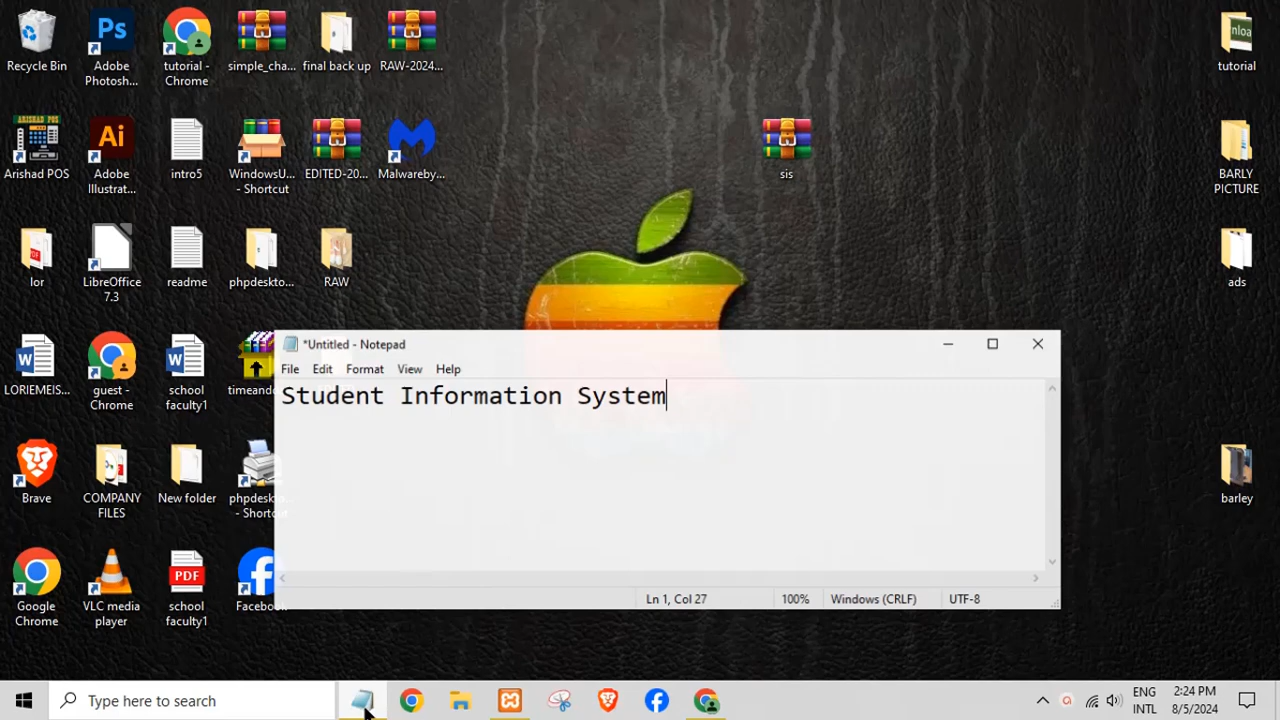 Recycle Bin
Adobe
Photosh...
tutorial -
Chrome
simple_cha...
final back up
RAW-2024...
nloa
tutorial
Arishad POS
Adobe
Illustrat...
intro5
WindowsU...
- Shortcut
EDITED-20...
Malwareby...
sis
BARLY
PICTURE
lor
LibreOffice
7.3
readme
phpdeskto...
RAW
ads
*Untitled - Notepad
File Edit Format View Help
Student Information System
LORIEMEIS...
guest -
Chrome
school
faculty1
timeand
Brave
COMPANY
FILES
New folder
phpdeskto
- Shortcu
barley
Google
Chrome
VLC media
player
PDF
school
faculty1
Facebo
Ln 1, Col 27 100% Windows (CRLF) UTF-8
Type here to search
ENG
INTL
2:24 PM
8/5/2024